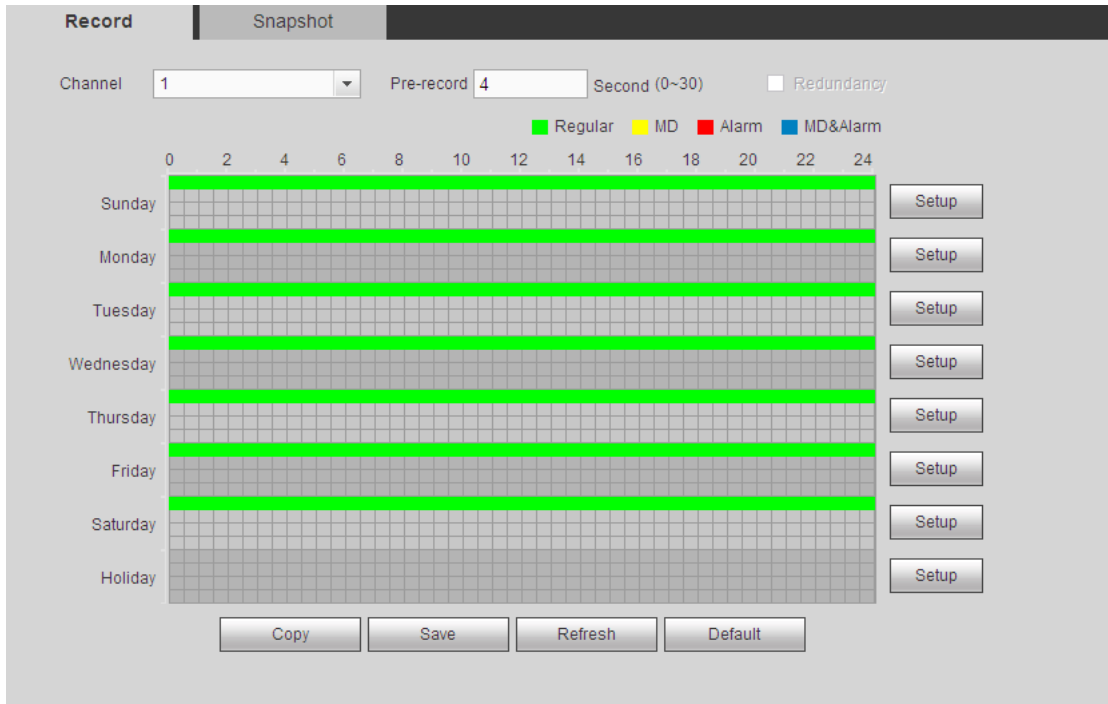 Record Snapshot
Channel 1 Pre-record 4 Second (0~30) Redundancy
Regular MD Alarm MD&Alarm
0 2 4 6 8 10 12 14 16 18 20 22 24
Sunday Setup
Monday Setup
Tuesday Setup
Wednesday Setup
Thursday Setup
Friday Setup
Saturday Setup
Holiday Setup
Copy Save Refresh Default